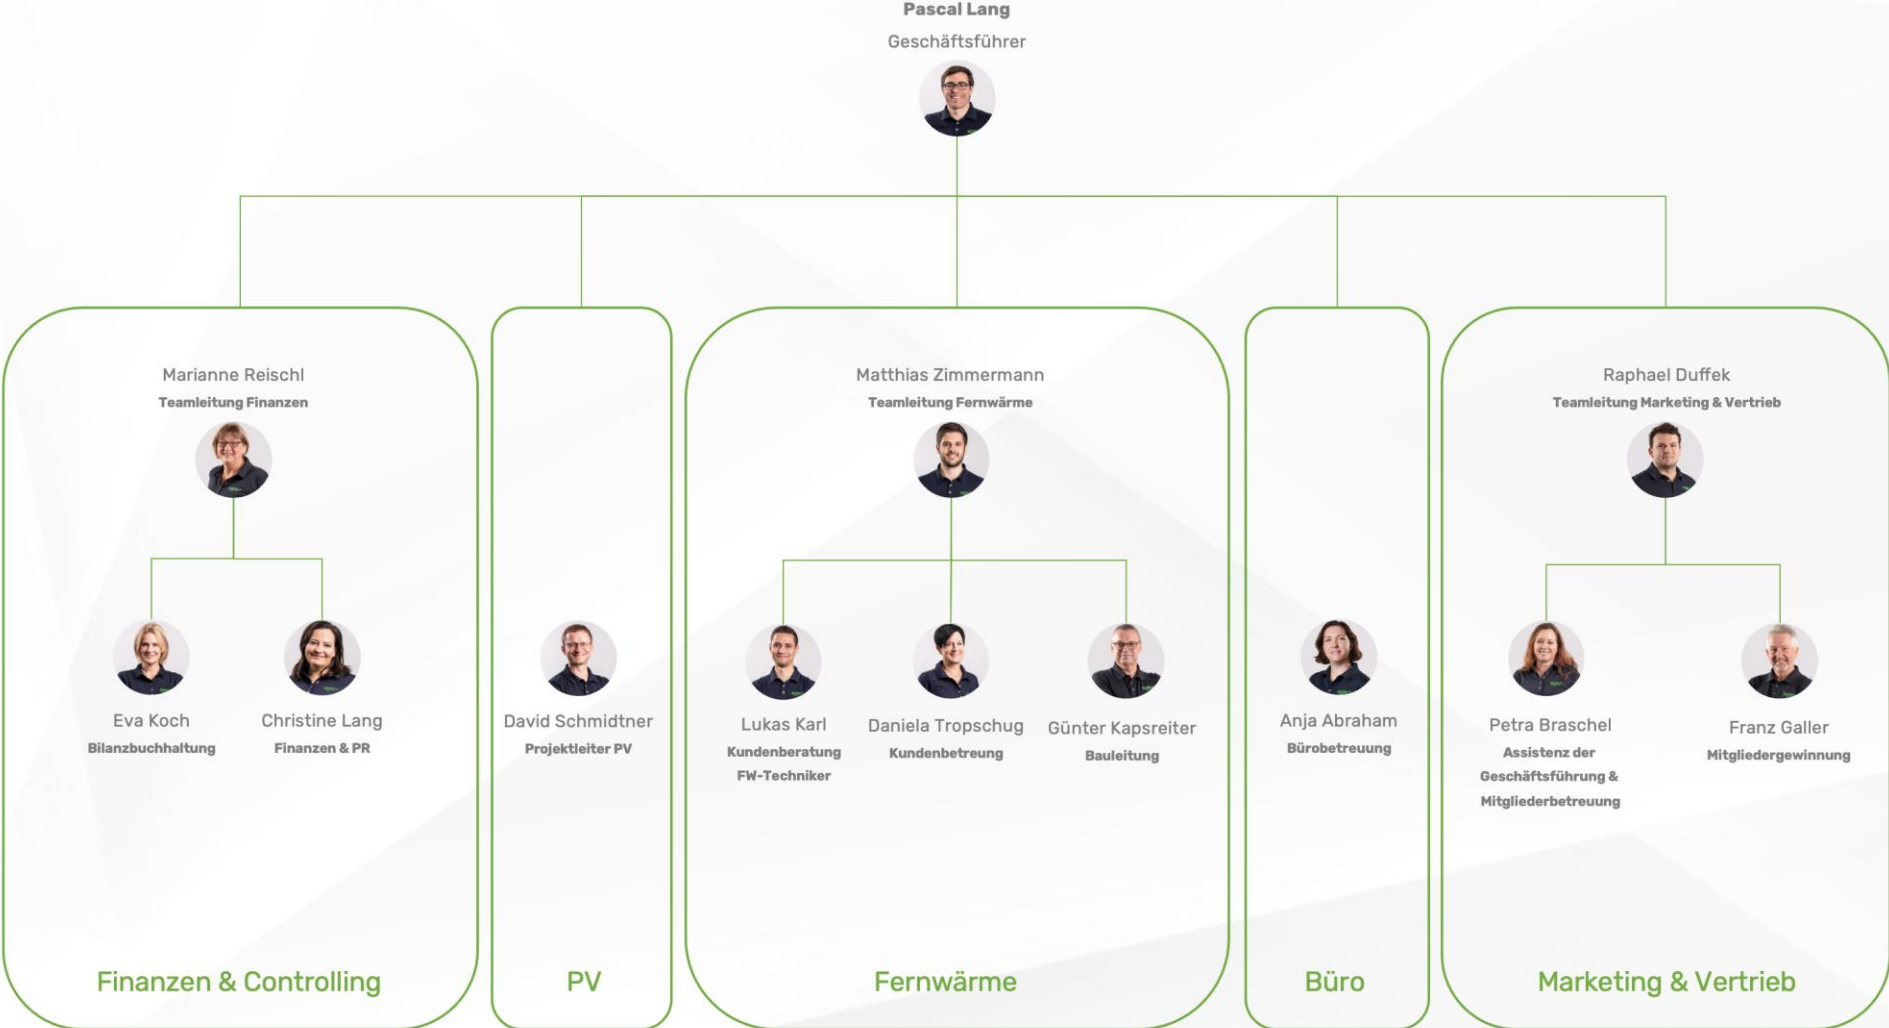 Pascal Lang
Geschäftsführer
Marianne Reischl
Teamleitung Finanzen
Eva Koch
Bilanzbuchhaltung
Christine Lang
Finanzen & PR
Finanzen & Controlling
David Schmidtner
Projektleiter PV
PV
Matthias Zimmermann
Teamleitung Fernwärme
Lukas Karl
Kundenberatung
FW-Techniker
Daniela Tropschug
Kundenbetreung
Günter Kapsreiter
Bauleitung
Fernwärme
Anja Abraham
Bürobetreuung
Büro
Raphael Duffek
Teamleitung Marketing & Vertrieb
Petra Braschel
Assistenz der
Geschäftsführung &
Mitgliederbetreuung
Franz Galler
Mitgliedergewinnung
Marketing & Vertrieb